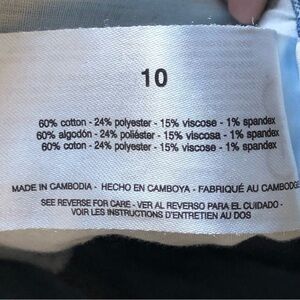 10
60% cotton - 24% polyester - 15% viscose - 1% spandex
60% algodón - 24% poliéster - 15% viscosa - 1% spandex
60% coton - 24% polyester - 15% viscose - 1% spandex
MADE IN CAMBODIA - HECHO EN CAMBOYA - FABRIQUÉ AU CAMBODGE
SEE REVERSE FOR CARE - VER AL REVERSO PARA EL CUIDADO -
VOIR LES INSTRUCTIONS D'ENTRETIEN AU DOS